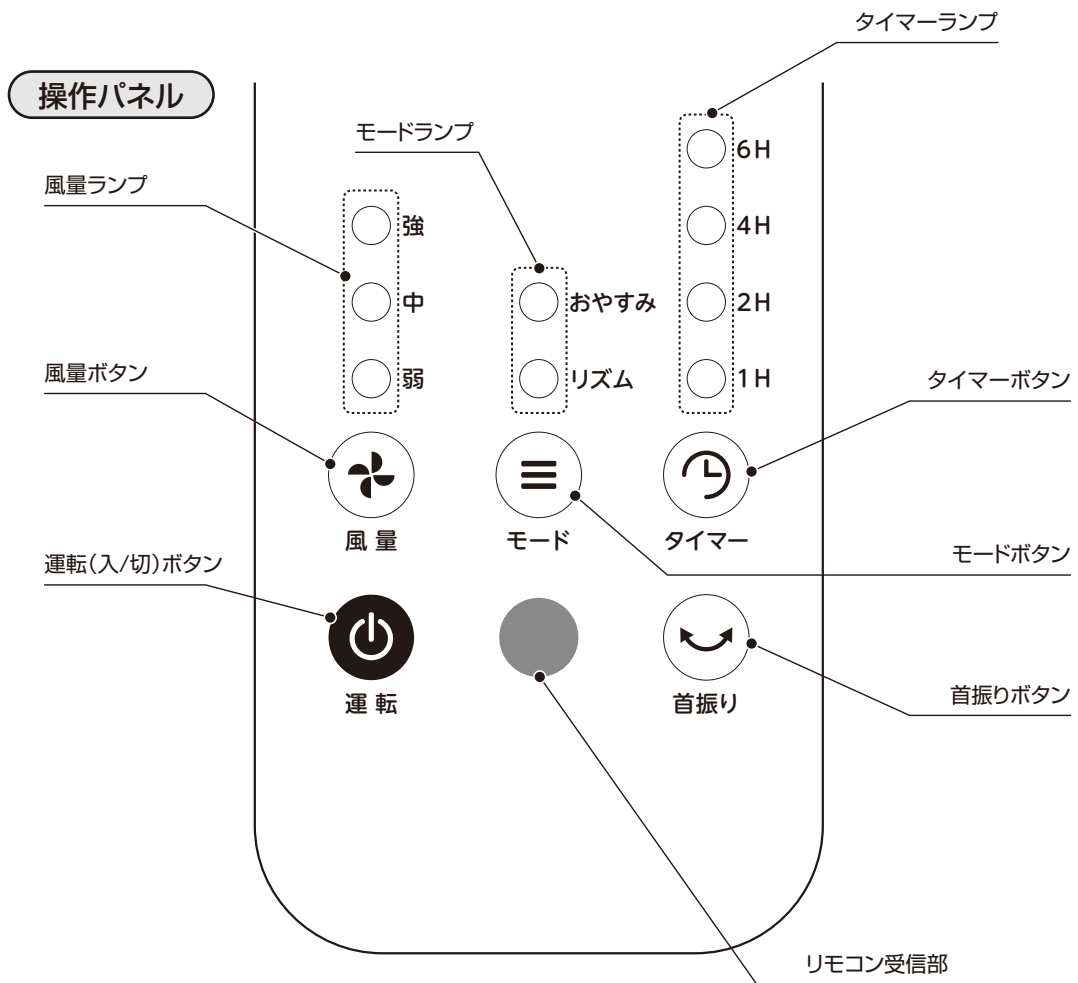 タイマーランプ
操作パネル
モードランプ
6H
風量ランプ
強
4H
中
おやすみ
2H
風量ボタン
弱
リズム
1H
タイマーボタン
風量
モード
タイマー
運転(入/切)ボタン
モードボタン
運転
首振り
首振りボタン
リモコン受信部